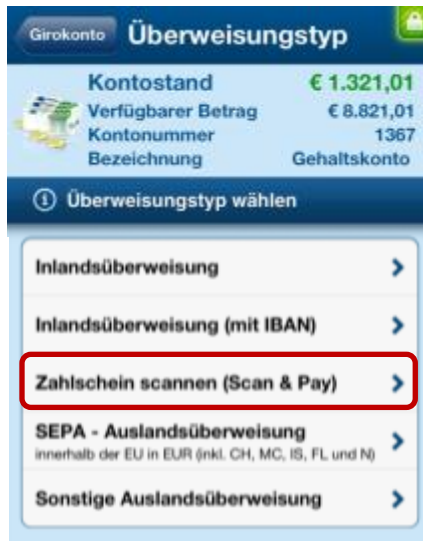 Girokonto Überweisungstyp
Kontostand € 1.321,01
Verfügbarer Betrag € 8.821,01
Kontonummer 1367
Bezeichnung Gehaltskonto
Überweisungstyp wählen
Inlandsüberweisung
Inlandsüberweisung (mit IBAN)
Zahlschein scannen (Scan & Pay)
SEPA - Auslandsüberweisung
innerhalb der EU in EUR (inkl. CH, MC, IS, FL und N)
Sonstige Auslandsüberweisung